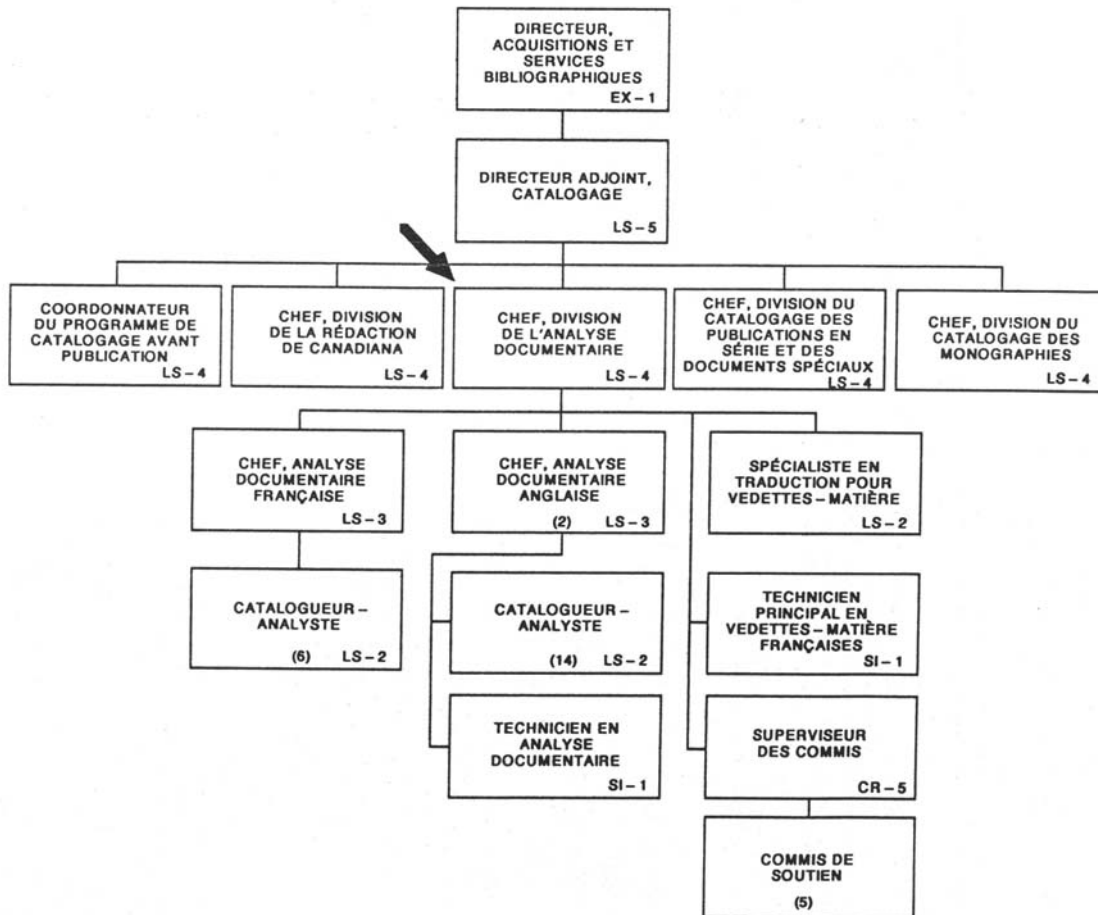 DIRECTEUR,
ACQUISITIONS ET
SERVICES
BIBLIOGRAPHIQUES
EX – 1
DIRECTEUR ADJOINT,
CATALOGAGE
LS – 5
COORDONNATEUR
DU PROGRAMME DE
CATALOGAGE AVANT
PUBLICATION
LS – 4
CHEF, DIVISION
DE LA RÉDACTION
DE CANADIANA
LS – 4
CHEF, DIVISION
DE L'ANALYSE
DOCUMENTAIRE
LS – 4
CHEF, DIVISION DU
CATALOGAGE DES
PUBLICATIONS EN
SÉRIE ET DES
DOCUMENTS SPÉCIAUX
LS – 4
CHEF, DIVISION DU
CATALOGAGE DES
MONOGRAPHIES
LS – 4
CHEF, ANALYSE
DOCUMENTAIRE
FRANÇAISE
LS – 3
CHEF, ANALYSE
DOCUMENTAIRE
ANGLAISE
(2) LS – 3
SPÉCIALISTE EN
TRADUCTION POUR
VEDETTES – MATIÈRE
LS – 2
CATALOGUEUR –
ANALYSTE
(6) LS – 2
CATALOGUEUR –
ANALYSTE
(14) LS – 2
TECHNICIEN
PRINCIPAL EN
VEDETTES – MATIÈRE
FRANÇAISES
SI – 1
TECHNICIEN EN
ANALYSE
DOCUMENTAIRE
SI – 1
SUPERVISEUR
DES COMMIS
CR – 5
COMMIS DE
SOUTIEN
(5)